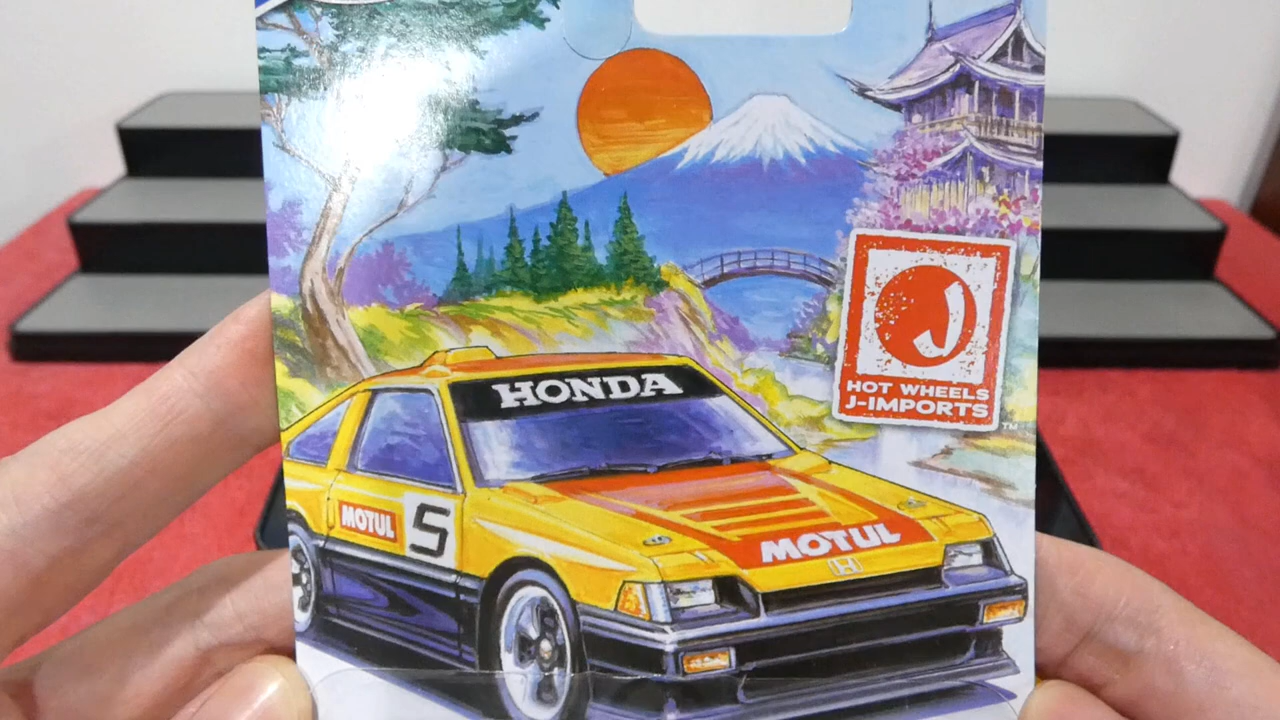 HONDA
J
HOT WHEELS
J-IMPORTS
TM
MOTUL
5
MOTUL
H